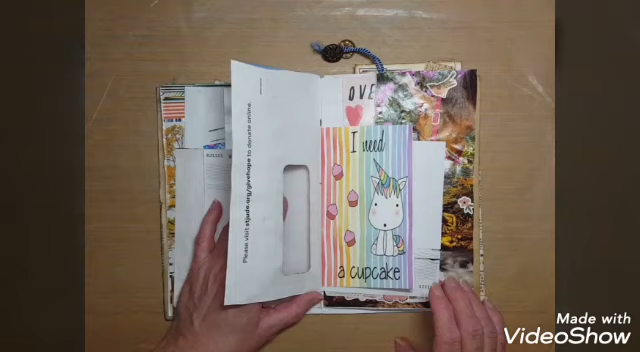 Please visit stjude.org/givehope to donate online.
OVE
I need
a cupcake
Made with
VideoShow